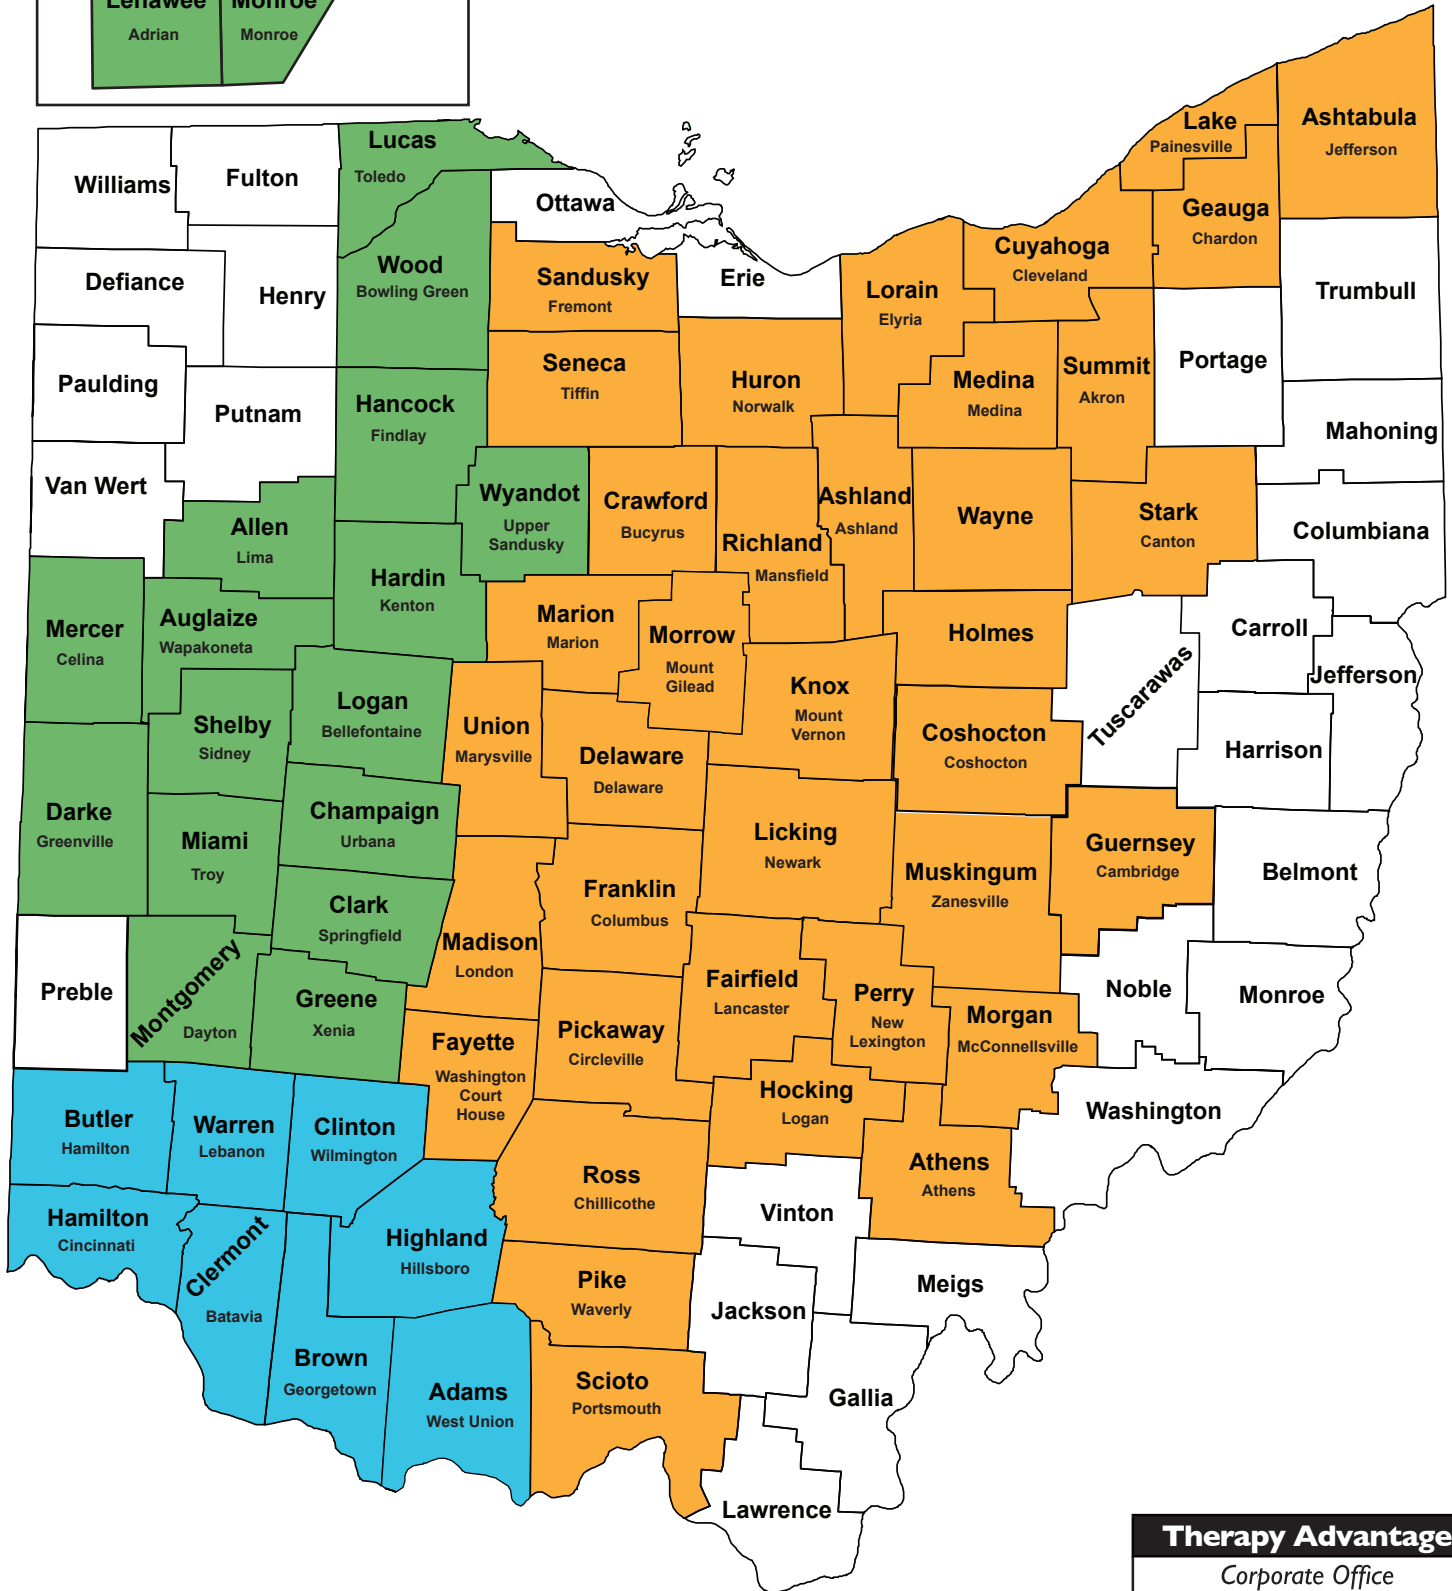 Lenawee
Adrian
Monroe
Monroe
Williams
Fulton
Lucas
Toledo
Ottawa
Lake
Painesville
Ashtabula
Jefferson
Geauga
Chardon
Cuyahoga
Cleveland
Defiance
Henry
Wood
Bowling Green
Sandusky
Fremont
Erie
Lorain
Elyria
Trumbull
Paulding
Putnam
Hancock
Findlay
Seneca
Tiffin
Huron
Norwalk
Medina
Medina
Summit
Akron
Portage
Mahoning
Van Wert
Allen
Lima
Wyandot
Upper
Sandusky
Crawford
Bucyrus
Richland
Mansfield
Ashland
Ashland
Wayne
Stark
Canton
Columbiana
Mercer
Celina
Auglaize
Wapakoneta
Hardin
Kenton
Marion
Marion
Morrow
Mount
Gilead
Holmes
Tuscarawas
Carroll
Jefferson
Shelby
Sidney
Logan
Bellefontaine
Union
Marysville
Delaware
Delaware
Knox
Mount
Vernon
Coshocton
Coshocton
Harrison
Darke
Greenville
Miami
Troy
Champaign
Urbana
Licking
Newark
Muskingum
Zanesville
Guernsey
Cambridge
Belmont
Clark
Springfield
Franklin
Columbus
Madison
London
Preble
Montgomery
Dayton
Greene
Xenia
Fayette
Washington
Court
House
Pickaway
Circleville
Fairfield
Lancaster
Perry
New
Lexington
Morgan
McConnellsville
Noble
Monroe
Butler
Hamilton
Warren
Lebanon
Clinton
Wilmington
Hocking
Logan
Washington
Ross
Chillicothe
Athens
Athens
Hamilton
Cincinnati
Clermont
Batavia
Highland
Hillsboro
Vinton
Pike
Waverly
Jackson
Meigs
Brown
Georgetown
Adams
West Union
Scioto
Portsmouth
Gallia
Lawrence
Therapy Advantage
Corporate Office